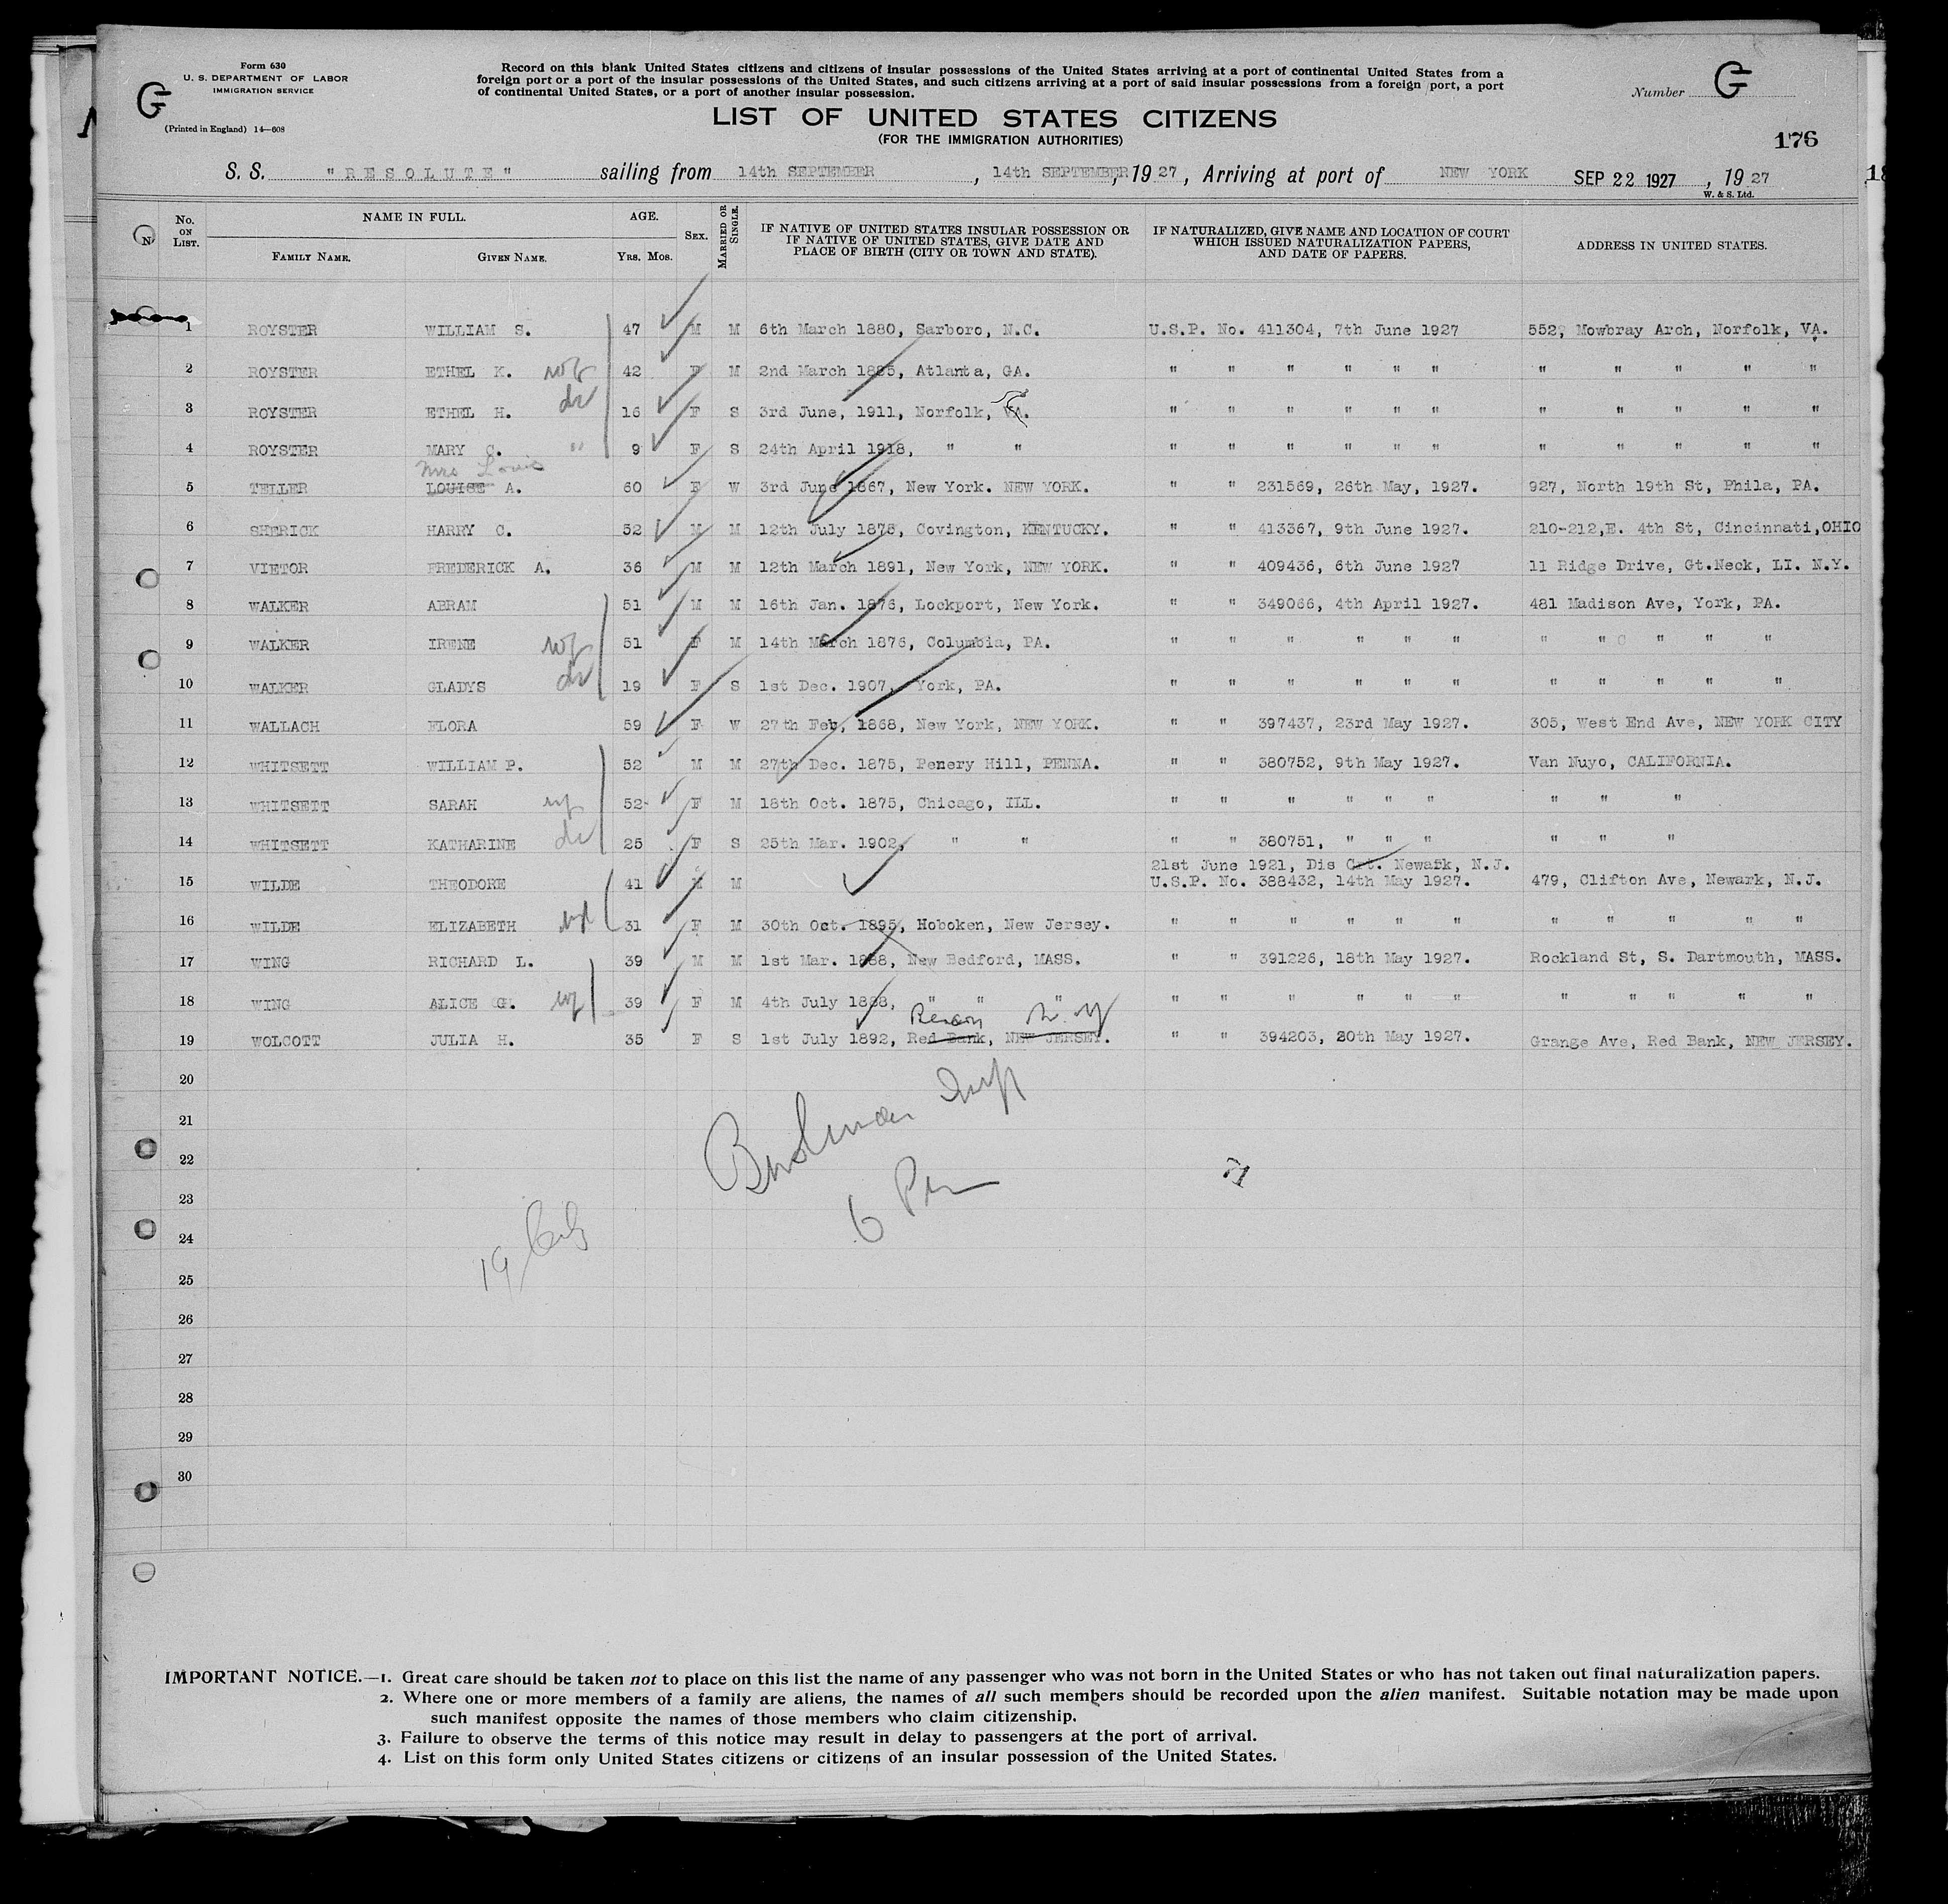 Form 630
U. S. DEPARTMENT OF LABOR
IMMIGRATION SERVICE
(Printed in England) 14—608
G
Record on this blank United States citizens and citizens of insular possessions of the United States arriving at a port of continental United States from a
foreign port or a port of the insular possessions of the United States, and such citizens arriving at a port of said insular possessions from a foreign port, a port
of continental United States, or a port of another insular possession.
LIST OF UNITED STATES CITIZENS
(FOR THE IMMIGRATION AUTHORITIES)
Number G
176
S. S. "RESOLUTE" sailing from 14th SEPTEMBER, 14th SEPTEMBER, 1927, Arriving at port of NEW YORK SEP 22 1927, 1927
W. & S. Ltd.
No. ON LIST. NAME IN FULL. FAMILY NAME. GIVEN NAME. AGE. YRS. MOS. SEX. MARRIED OR SINGLE. IF NATIVE OF UNITED STATES INSULAR POSSESSION OR IF NATIVE OF UNITED STATES, GIVE DATE AND PLACE OF BIRTH (CITY OR TOWN AND STATE). IF NATURALIZED, GIVE NAME AND LOCATION OF COURT WHICH ISSUED NATURALIZATION PAPERS, AND DATE OF PAPERS. ADDRESS IN UNITED STATES.
1 ROYSTER WILLIAM S. 47 M M 6th March 1880, Sarboro, N.C. U.S.P. No. 411304, 7th June 1927 552, Mowbray Arch, Norfolk, VA.
2 ROYSTER ETHEL K. wf 42 F M 2nd March 1885, Atlanta, GA. " " " " " " " " " " "
3 ROYSTER ETHEL H. dr 16 F S 3rd June, 1911, Norfolk, VA. " " " " " " " " " " "
4 ROYSTER MARY C. " 9 F S 24th April 1918, " " " " " " " " " " " " "
Mrs Louis
5 TELLER LOUISE A. 60 F W 3rd June 1867, New York. NEW YORK. " " 231569, 26th May, 1927. 927, North 19th St, Phila, PA.
6 SHERICK HARRY C. 52 M M 12th July 1875, Covington, KENTUCKY. " " 413367, 9th June 1927. 210-212,E. 4th St, Cincinnati,OHIO
7 VIETOR FREDERICK A. 36 M M 12th March 1891, New York, NEW YORK. " " 409436, 6th June 1927 11 Ridge Drive, Gt.Neck, LI. N.Y.
8 WALKER ABRAM 51 M M 16th Jan. 1876, Lockport, New York. " " 349066, 4th April 1927. 481 Madison Ave, York, PA.
9 WALKER IRENE wf 51 F M 14th March 1876, Columbia, PA. " " " " " " " " " " "
10 WALKER GLADYS dr 19 F S 1st Dec. 1907, York, PA. " " " " " " " " " " "
11 WALLACH FLORA 59 F W 27th Feb, 1868, New York, NEW YORK. " " 397437, 23rd May 1927. 305, West End Ave, NEW YORK CITY
12 WHITSETT WILLIAM P. 52 M M 27th Dec. 1875, Penery Hill, PENNA. " " 380752, 9th May 1927. Van Nuyo, CALIFORNIA.
13 WHITSETT SARAH wf 52 F M 18th Oct. 1875, Chicago, ILL. " " " " " " " " "
14 WHITSETT KATHARINE dr 25 F S 25th Mar. 1902, " " " " 380751, " " " " " "
21st June 1921, Dis Crt. Newark, N.J.
15 WILDE THEODORE 41 M M U.S.P. No. 388432, 14th May 1927. 479, Clifton Ave, Newark, N.J.
16 WILDE ELIZABETH wf 31 F M 30th Oct. 1895, Hoboken, New Jersey. " " " " " " " " " " "
17 WING RICHARD L. 39 M M 1st Mar. 1888, New Bedford, MASS. " " 391226, 18th May 1927. Rockland St, S. Dartmouth, MASS.
18 WING ALICE G. wf 39 F M 4th July 1888, " " " " " " " " " " " " " "
N. Y
19 WOLCOTT JULIA H. 35 F S 1st July 1892, Red Bank, NEW JERSEY. " " 394203, 20th May 1927. Grange Ave, Red Bank, NEW JERSEY.
20
21
22
23
24
25
26
27
28
29
30
6 Pm
19
IMPORTANT NOTICE.—1. Great care should be taken not to place on this list the name of any passenger who was not born in the United States or who has not taken out final naturalization papers.
2. Where one or more members of a family are aliens, the names of all such members should be recorded upon the alien manifest. Suitable notation may be made upon
such manifest opposite the names of those members who claim citizenship.
3. Failure to observe the terms of this notice may result in delay to passengers at the port of arrival.
4. List on this form only United States citizens or citizens of an insular possession of the United States.